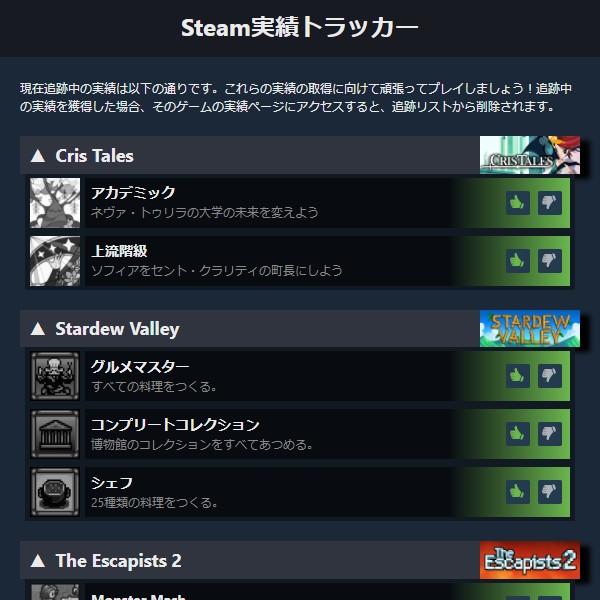 Steam実績トラッカー
現在追跡中の実績は以下の通りです。これらの実績の取得に向けて頑張ってプレイしましょう！追跡中
の実績を獲得した場合、そのゲームの実績ページにアクセスすると、追跡リストから削除されます。
▲ Cris Tales
CRIS TALES
アカデミック
ネヴァ・トゥリラの大学の未来を変えよう
上流階級
ソフィアをセント・クラリティの町長にしよう
▲ Stardew Valley
STARDEW
VALLEY
グルメマスター
すべての料理をつくる。
コンプリートコレクション
博物館のコレクションをすべてあつめる。
シェフ
25種類の料理をつくる。
▲ The Escapists 2
The
Escapists 2
Monster Mash